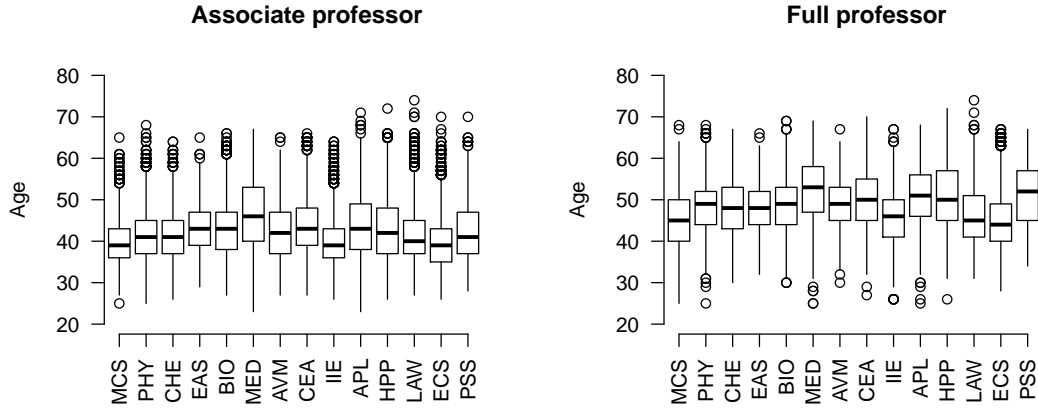 Associate professor
Age
80
70
60
50
40
30
20
MCS
PHY
CHE
EAS
BIO
MED
AVM
CEA
IIE
APL
HPP
LAW
ECS
PSS
Full professor
Age
80
70
60
50
40
30
20
MCS
PHY
CHE
EAS
BIO
MED
AVM
CEA
IIE
APL
HPP
LAW
ECS
PSS